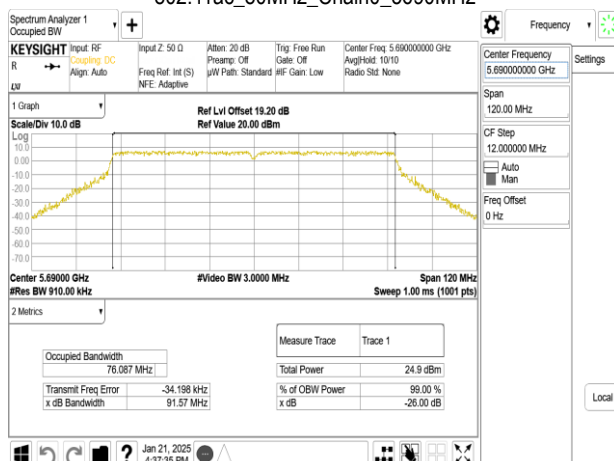 Spectrum Analyzer 1
Occupied BW
Frequency
KEYSIGHT
R
LXI
Input: RF
Coupling: DC
Align: Auto
Input Z: 50 Ω
Freq Ref: Int (S)
NFE: Adaptive
Atten: 20 dB
Preamp: Off
µW Path: Standard
Trig: Free Run
Gate: Off
#IF Gain: Low
Center Freq: 5.690000000 GHz
Avg|Hold: 10/10
Radio Std: None
Center Frequency
5.690000000 GHz
Settings
Span
120.00 MHz
CF Step
12.000000 MHz
Auto
Man
Freq Offset
0 Hz
Local
1 Graph
Scale/Div 10.0 dB
Ref Lvl Offset 19.20 dB
Ref Value 20.00 dBm
Log
10.0
0.00
-10.0
-20.0
-30.0
-40.0
-50.0
-60.0
-70.0
Center 5.69000 GHz
#Video BW 3.0000 MHz
Span 120 MHz
#Res BW 910.00 kHz
Sweep 1.00 ms (1001 pts)
2 Metrics
Measure Trace
Trace 1
Occupied Bandwidth
76.087 MHz
Total Power
24.9 dBm
Transmit Freq Error
-34.198 kHz
% of OBW Power
99.00 %
x dB Bandwidth
91.57 MHz
x dB
-26.00 dB
?
Jan 21, 2025
4:37:35 PM